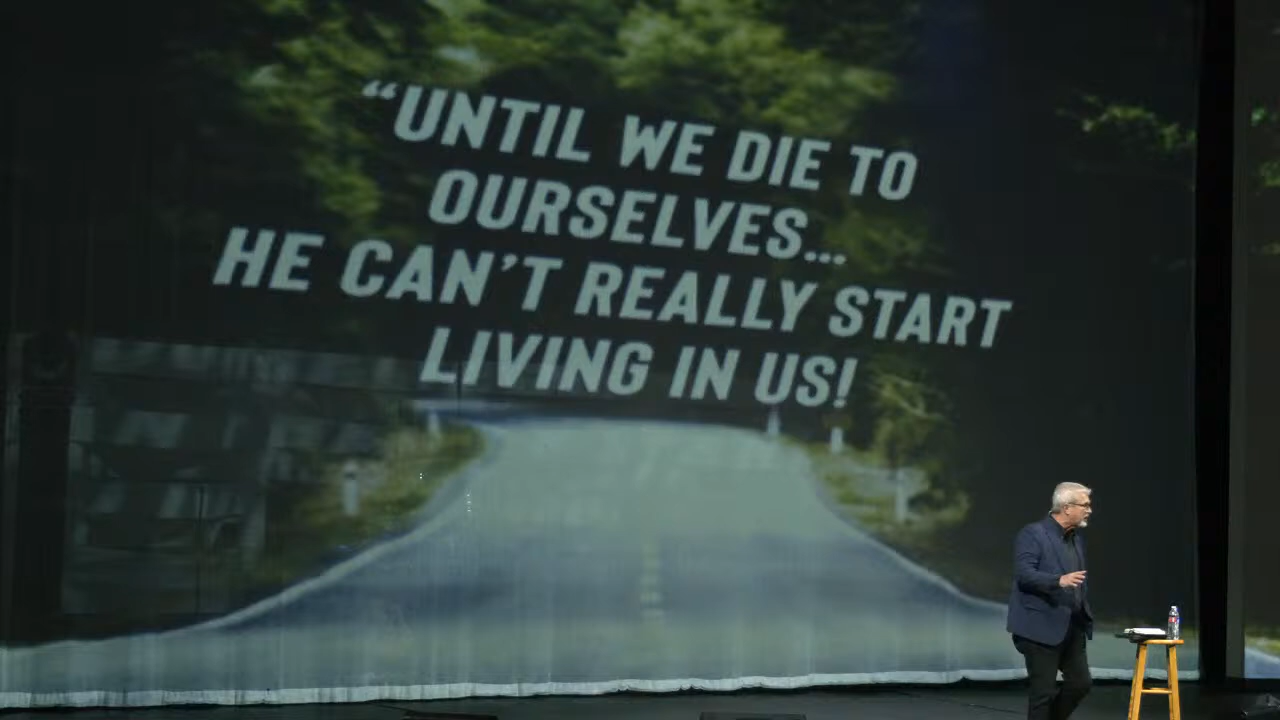 “UNTIL WE DIE TO
OURSELVES...
HE CAN’T REALLY START
LIVING IN US!